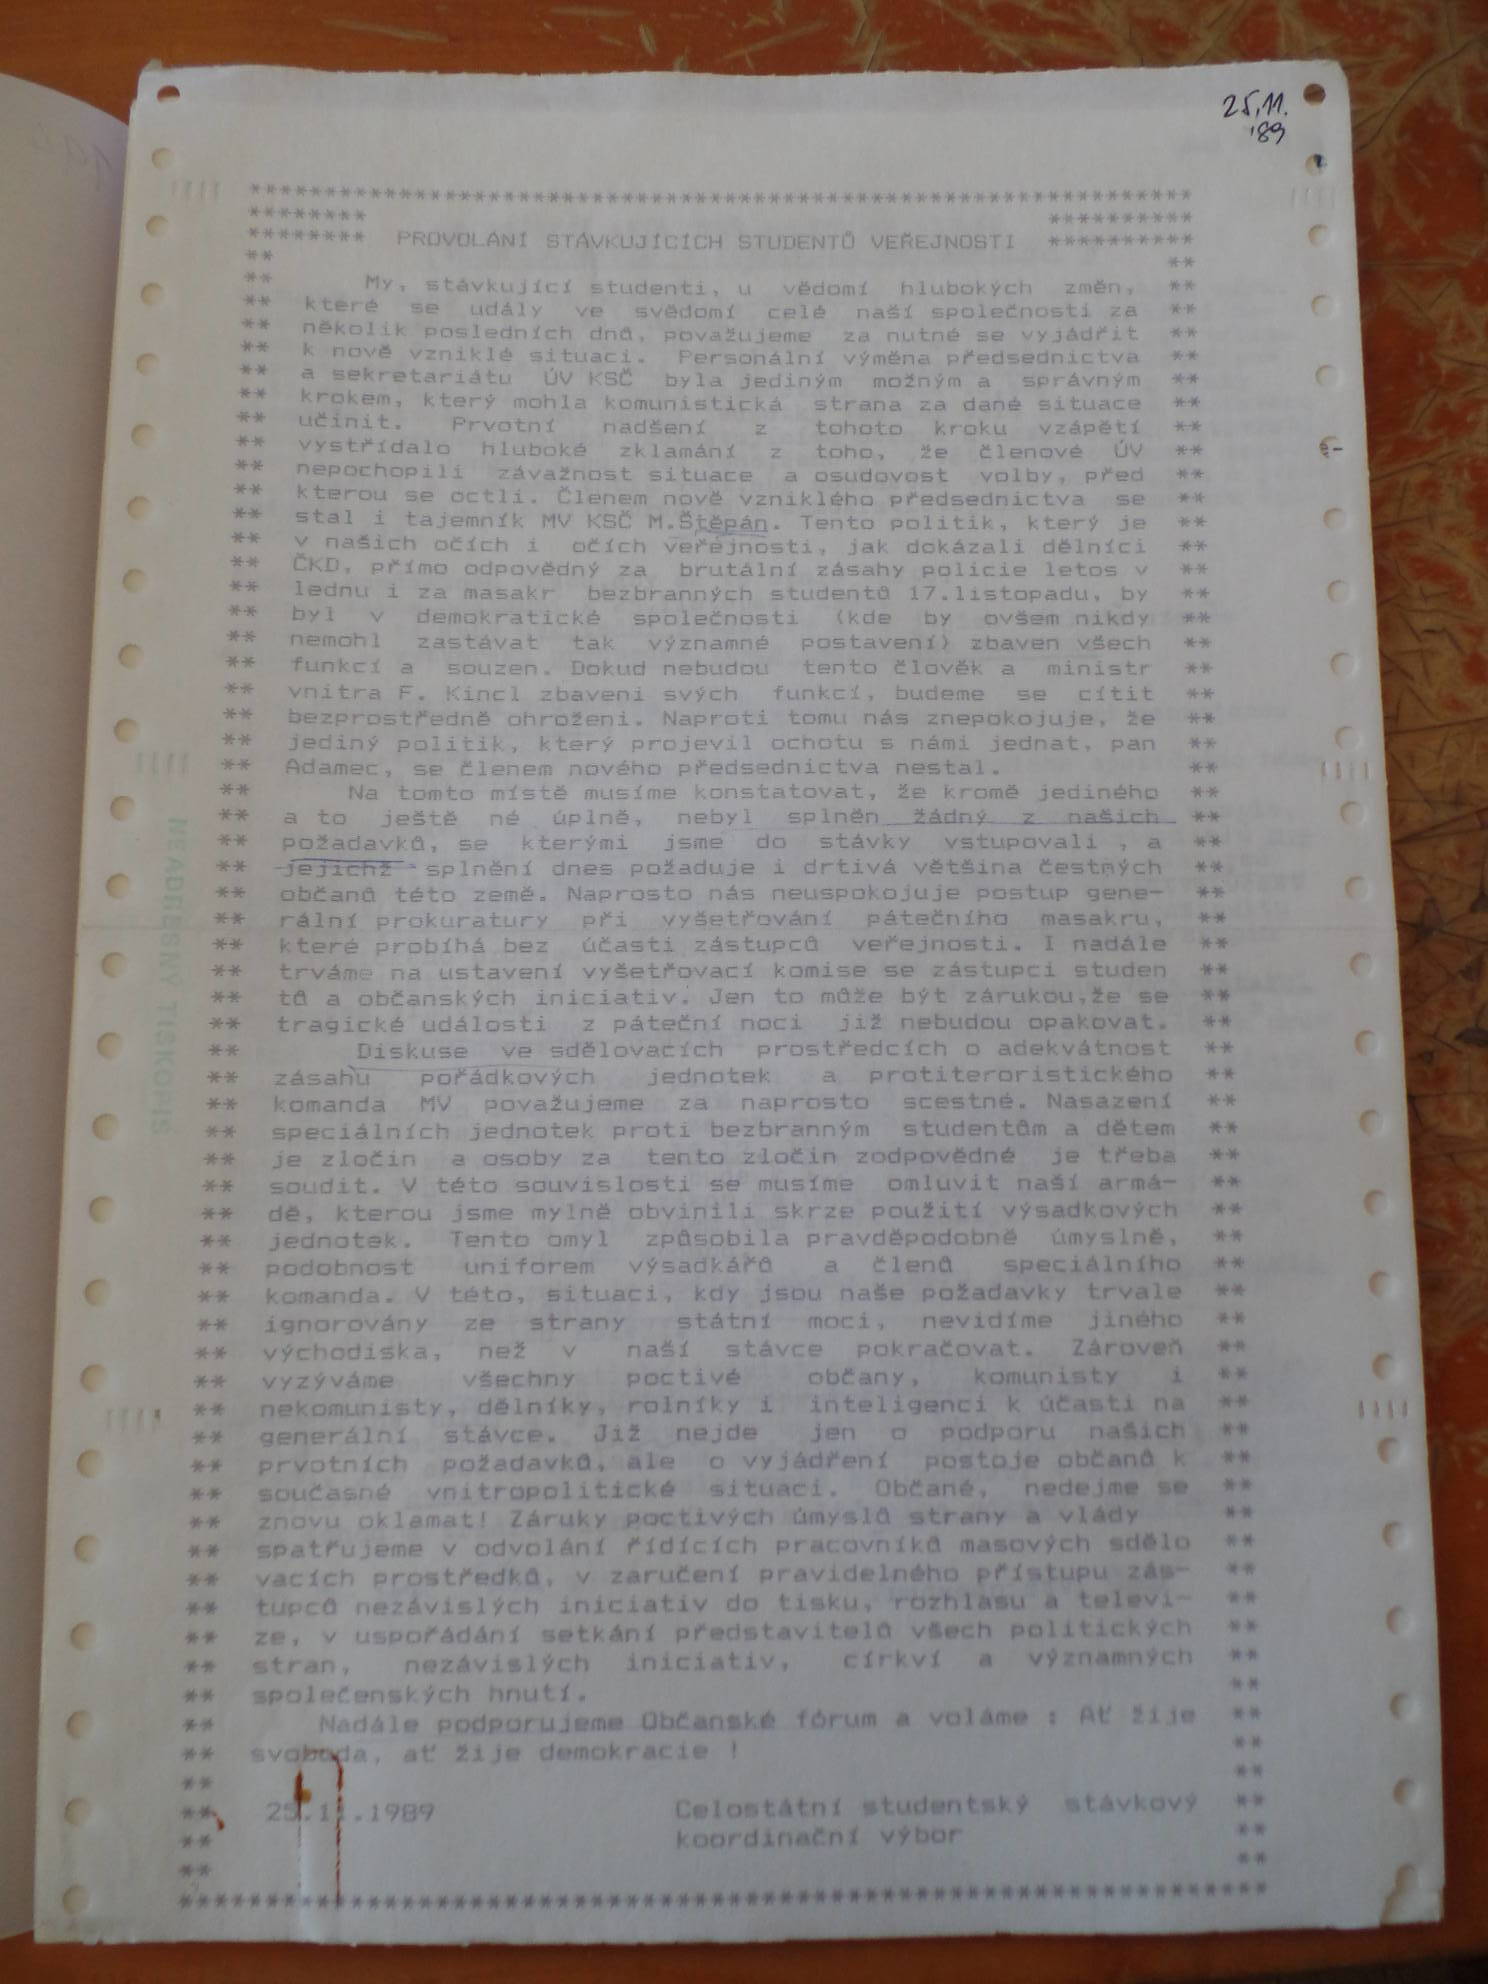 25.11.
'89
***************************************************************
******** **********
******** PROVOLÁNÍ STÁVKUJÍCÍCH STUDENTŮ VEŘEJNOSTI **********
** **
** My, stávkující studenti, u vědomí hlubokých změn, **
** které se udály ve svědomí celé naší společnosti za **
** několik posledních dnů, považujeme za nutné se vyjádřit **
** k nově vzniklé situaci. Personální výměna předsednictva **
** a sekretariátu ÚV KSČ byla jediným možným a správným **
** krokem, který mohla komunistická strana za dané situace **
** učinit. Prvotní nadšení z tohoto kroku vzápětí **
** vystřídalo hluboké zklamání z toho, že členové ÚV **
** nepochopili závažnost situace a osudovost volby, před **
** kterou se octli. Členem nově vzniklého předsednictva se **
** stal i tajemník MV KSČ M.Štěpán. Tento politik, který je **
** v našich očích i očích veřejnosti, jak dokázali dělníci **
** ČKD, přímo odpovědný za brutální zásahy policie letos v **
** lednu i za masakr bezbranných studentů 17.listopadu, by **
** byl v demokratické společnosti (kde by ovšem nikdy **
** nemohl zastávat tak významné postavení) zbaven všech **
** funkcí a souzen. Dokud nebudou tento člověk a ministr **
** vnitra F. Kincl zbaveni svých funkcí, budeme se cítit **
** bezprostředně ohroženi. Naproti tomu nás znepokojuje, že **
** jediný politik, který projevil ochotu s námi jednat, pan **
** Adamec, se členem nového předsednictva nestal. **
** Na tomto místě musíme konstatovat, že kromě jediného **
** a to ještě né úplně, nebyl splněn žádný z našich **
** požadavků, se kterými jsme do stávky vstupovali , a **
** jejichž splnění dnes požaduje i drtivá většina čestných **
** občanů této země. Naprosto nás neuspokojuje postup gene- **
** rální prokuratury při vyšetřování pátečního masakru, **
** které probíhá bez účasti zástupců veřejnosti. I nadále **
** trváme na ustavení vyšetřovací komise se zástupci studen **
** tů a občanských iniciativ. Jen to může být zárukou,že se **
** tragické události z páteční noci již nebudou opakovat. **
** Diskuse ve sdělovacích prostředcích o adekvátnost **
** zásahu pořádkových jednotek a protiteroristického **
** komanda MV považujeme za naprosto scestné. Nasazení **
** speciálních jednotek proti bezbranným studentům a dětem **
** je zločin a osoby za tento zločin zodpovědné je třeba **
** soudit. V této souvislosti se musíme omluvit naší armá- **
** dě, kterou jsme mylně obvinili skrze použití výsadkových **
** jednotek. Tento omyl způsobila pravděpodobně úmyslně, **
** podobnost uniforem výsadkářů a členů speciálního **
** komanda. V této, situaci, kdy jsou naše požadavky trvale **
** ignorovány ze strany státní moci, nevidíme jiného **
** východiska, než v naší stávce pokračovat. Zároveň **
** vyzýváme všechny poctivé občany, komunisty i **
** nekomunisty, dělníky, rolníky i inteligenci k účasti na **
** generální stávce. Již nejde jen o podporu našich **
** prvotních požadavků, ale o vyjádření postoje občanů k **
** současné vnitropolitické situaci. Občané, nedejme se **
** znovu oklamat! Záruky poctivých úmyslů strany a vlády **
** spatřujeme v odvolání řídících pracovníků masových sdělo **
** vacích prostředků, v zaručení pravidelného přístupu zás- **
** tupců nezávislých iniciativ do tisku, rozhlasu a televi- **
** ze, v uspořádání setkání představitelů všech politických **
** stran, nezávislých iniciativ, církví a významných **
** společenských hnutí. **
** Nadále podporujeme Občanské fórum a voláme : Ať žije **
** svoboda, ať žije demokracie ! **
** **
** 25.11.1989 Celostátní studentský stávkový **
** koordinační výbor **
** **
***************************************************************
NEADRESNÝ TISKOPIS